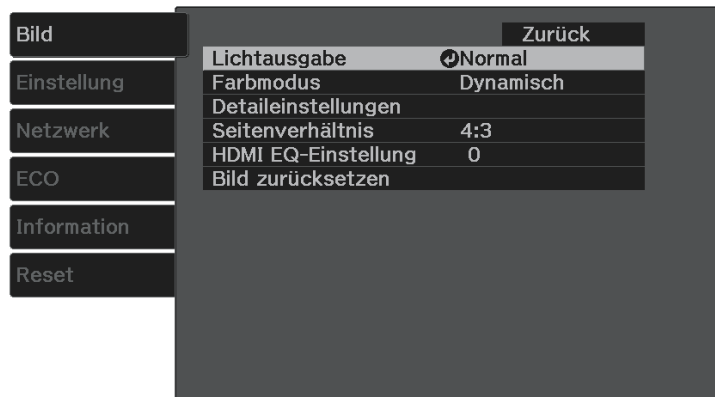 Bild
Einstellung
Netzwerk
ECO
Information
Reset
Zurück
Lichtausgabe Normal
Farbmodus Dynamisch
Detaileinstellungen
Seitenverhältnis 4:3
HDMI EQ-Einstellung 0
Bild zurücksetzen